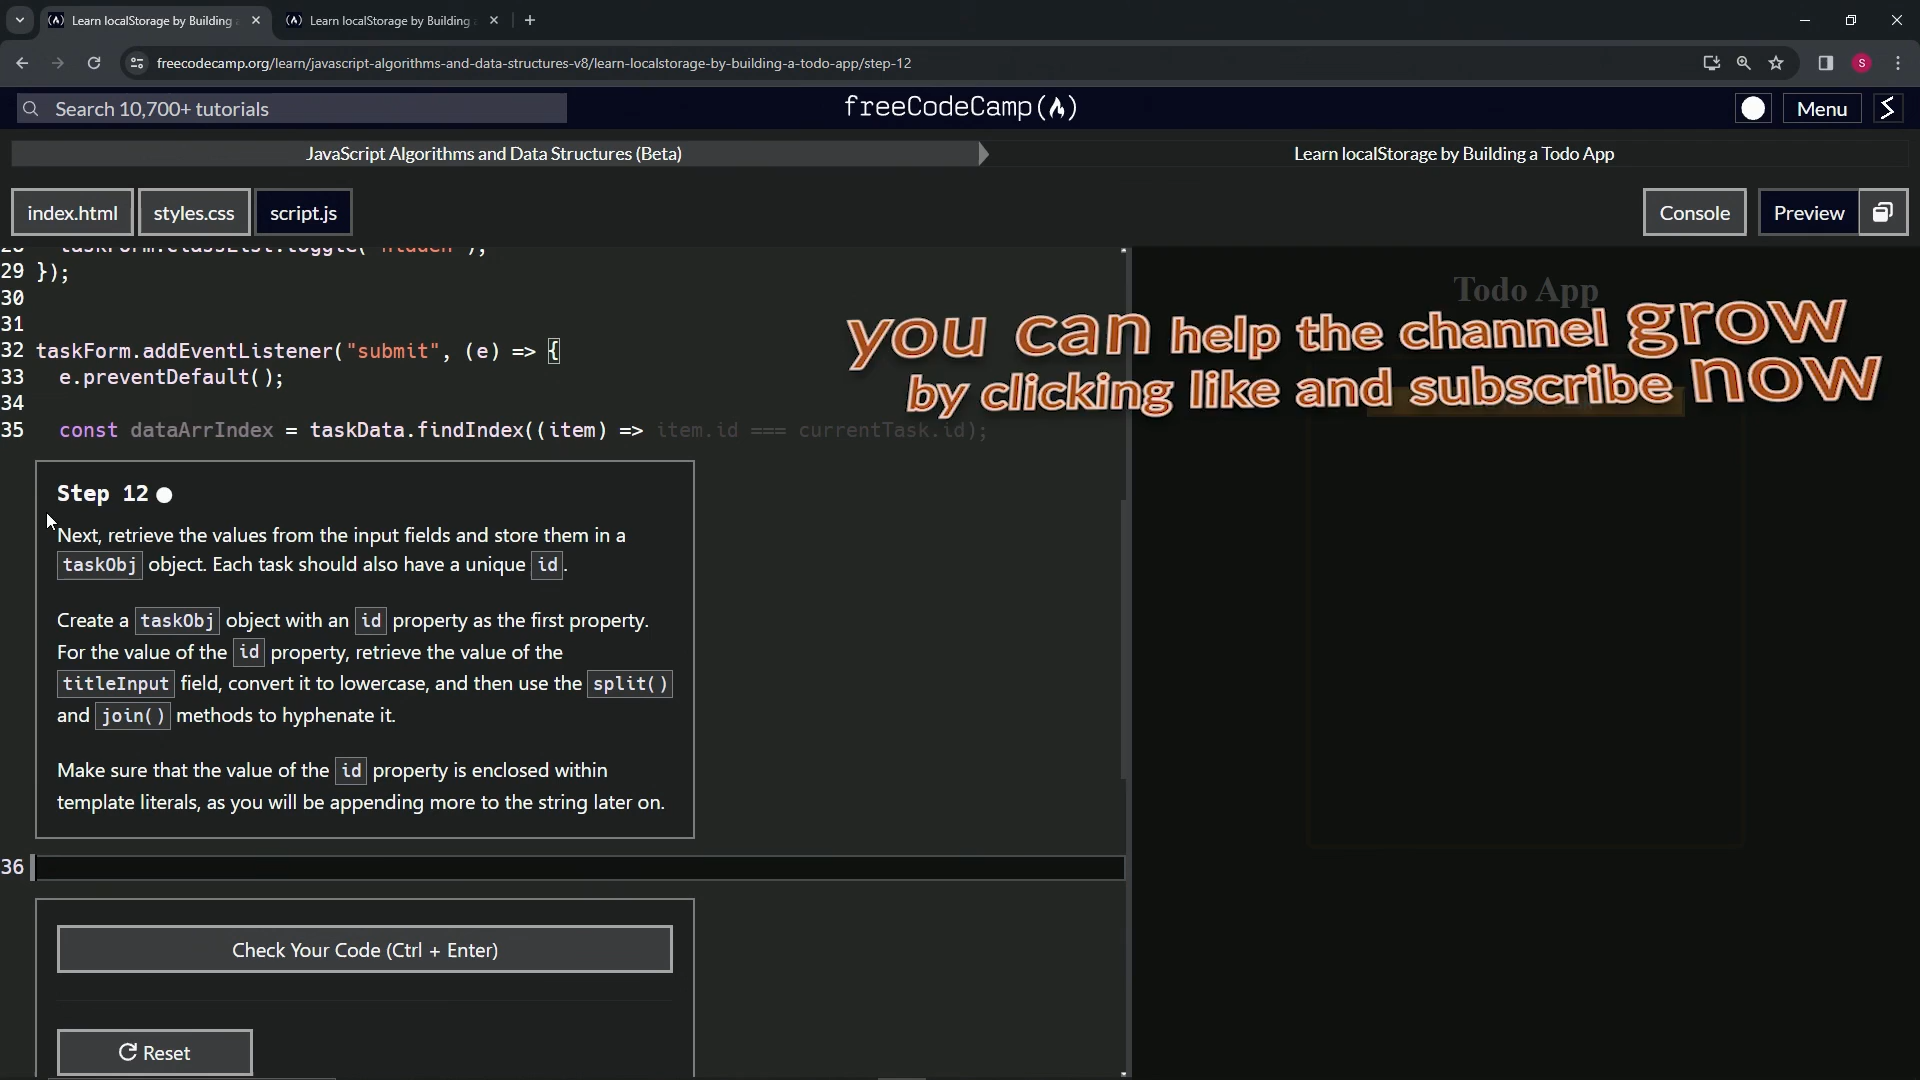 Learn localStorage by Building
Learn localStorage by Building
freecodecamp.org/learn/javascript-algorithms-and-data-structures-v8/learn-localstorage-by-building-a-todo-app/step-12
S
Search 10,700+ tutorials
freeCodeCamp
Menu
JavaScript Algorithms and Data Structures (Beta)
Learn localStorage by Building a Todo App
index.html
styles.css
script.js
Console
Preview
29 });
30
31
32 taskForm.addEventListener("submit", (e) => {
33 e.preventDefault();
34
35 const dataArrIndex = taskData.findIndex((item) => item.id === currentTask.id);
Todo App
you can help the channel grow
by clicking like and subscribe now
Step 12
Next, retrieve the values from the input fields and store them in a
taskObj object. Each task should also have a unique id.
Create a taskObj object with an id property as the first property.
For the value of the id property, retrieve the value of the
titleInput field, convert it to lowercase, and then use the split()
and join() methods to hyphenate it.
Make sure that the value of the id property is enclosed within
template literals, as you will be appending more to the string later on.
36
Check Your Code (Ctrl + Enter)
Reset